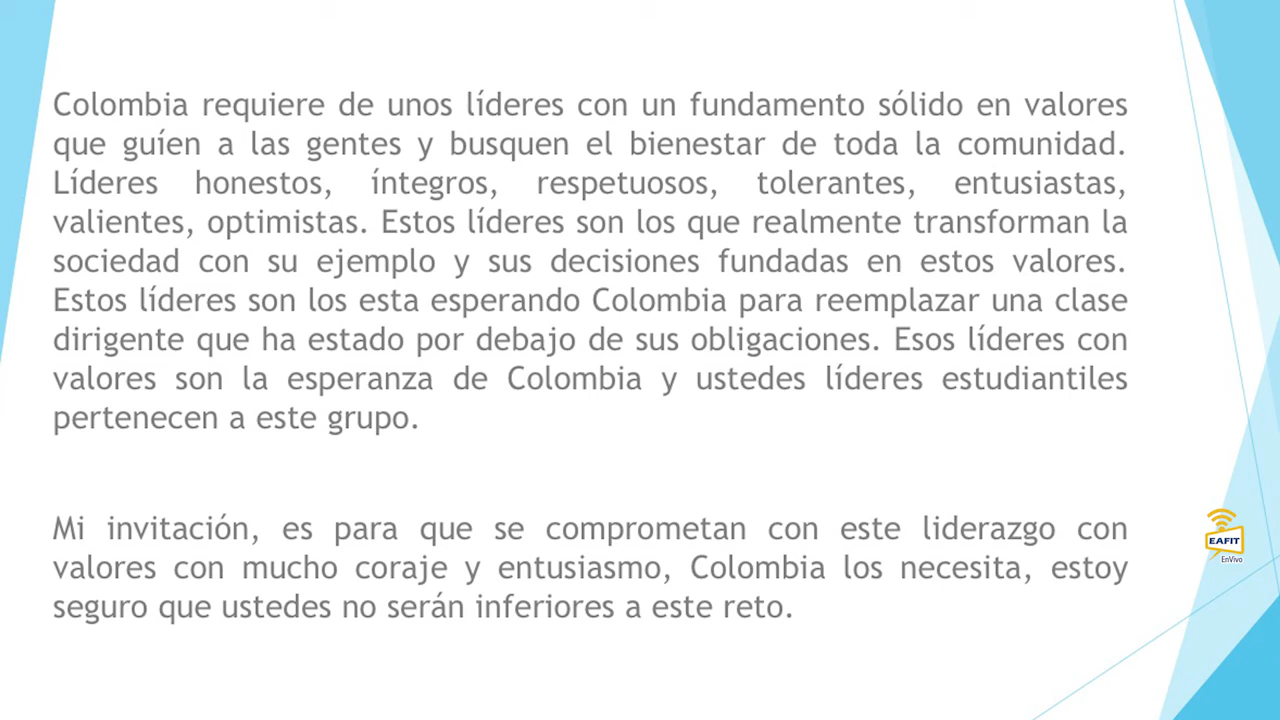 Colombia requiere de unos líderes con un fundamento sólido en valores
que guíen a las gentes y busquen el bienestar de toda la comunidad.
Líderes honestos, íntegros, respetuosos, tolerantes, entusiastas,
valientes, optimistas. Estos líderes son los que realmente transforman la
sociedad con su ejemplo y sus decisiones fundadas en estos valores.
Estos líderes son los esta esperando Colombia para reemplazar una clase
dirigente que ha estado por debajo de sus obligaciones. Esos líderes con
valores son la esperanza de Colombia y ustedes líderes estudiantiles
pertenecen a este grupo.
Mi invitación, es para que se comprometan con este liderazgo con
valores con mucho coraje y entusiasmo, Colombia los necesita, estoy
seguro que ustedes no serán inferiores a este reto.
EAFIT
EnVivo